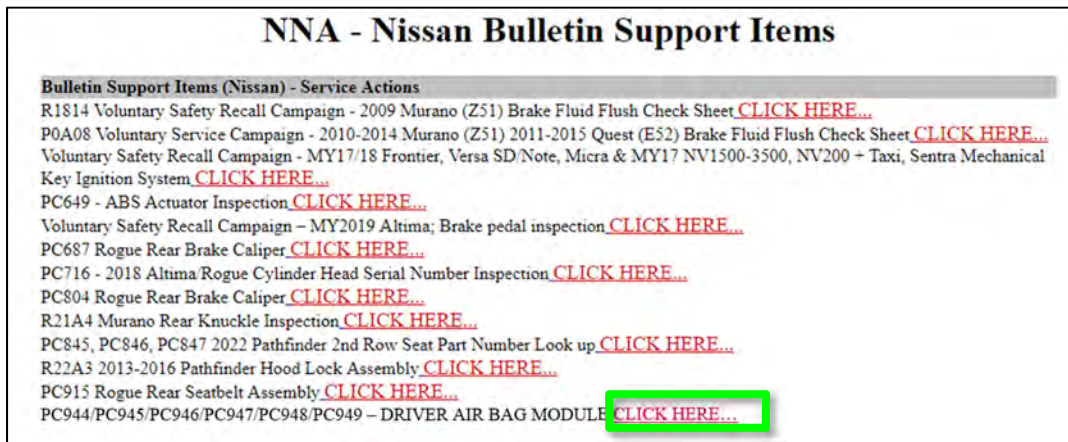 NNA - Nissan Bulletin Support Items
Bulletin Support Items (Nissan) - Service Actions
R1814 Voluntary Safety Recall Campaign - 2009 Murano (Z51) Brake Fluid Flush Check Sheet CLICK HERE...
P0A08 Voluntary Service Campaign - 2010-2014 Murano (Z51) 2011-2015 Quest (E52) Brake Fluid Flush Check Sheet CLICK HERE...
Voluntary Safety Recall Campaign - MY17/18 Frontier, Versa SD/Note, Micra & MY17 NV1500-3500, NV200 + Taxi, Sentra Mechanical
Key Ignition System CLICK HERE...
PC649 - ABS Actuator Inspection CLICK HERE...
Voluntary Safety Recall Campaign – MY2019 Altima; Brake pedal inspection CLICK HERE...
PC687 Rogue Rear Brake Caliper CLICK HERE...
PC716 - 2018 Altima/Rogue Cylinder Head Serial Number Inspection CLICK HERE...
PC804 Rogue Rear Brake Caliper CLICK HERE...
R21A4 Murano Rear Knuckle Inspection CLICK HERE...
PC845, PC846, PC847 2022 Pathfinder 2nd Row Seat Part Number Look up CLICK HERE...
R22A3 2013-2016 Pathfinder Hood Lock Assembly CLICK HERE...
PC915 Rogue Rear Seatbelt Assembly CLICK HERE...
PC944/PC945/PC946/PC947/PC948/PC949 – DRIVER AIR BAG MODULE CLICK HERE...